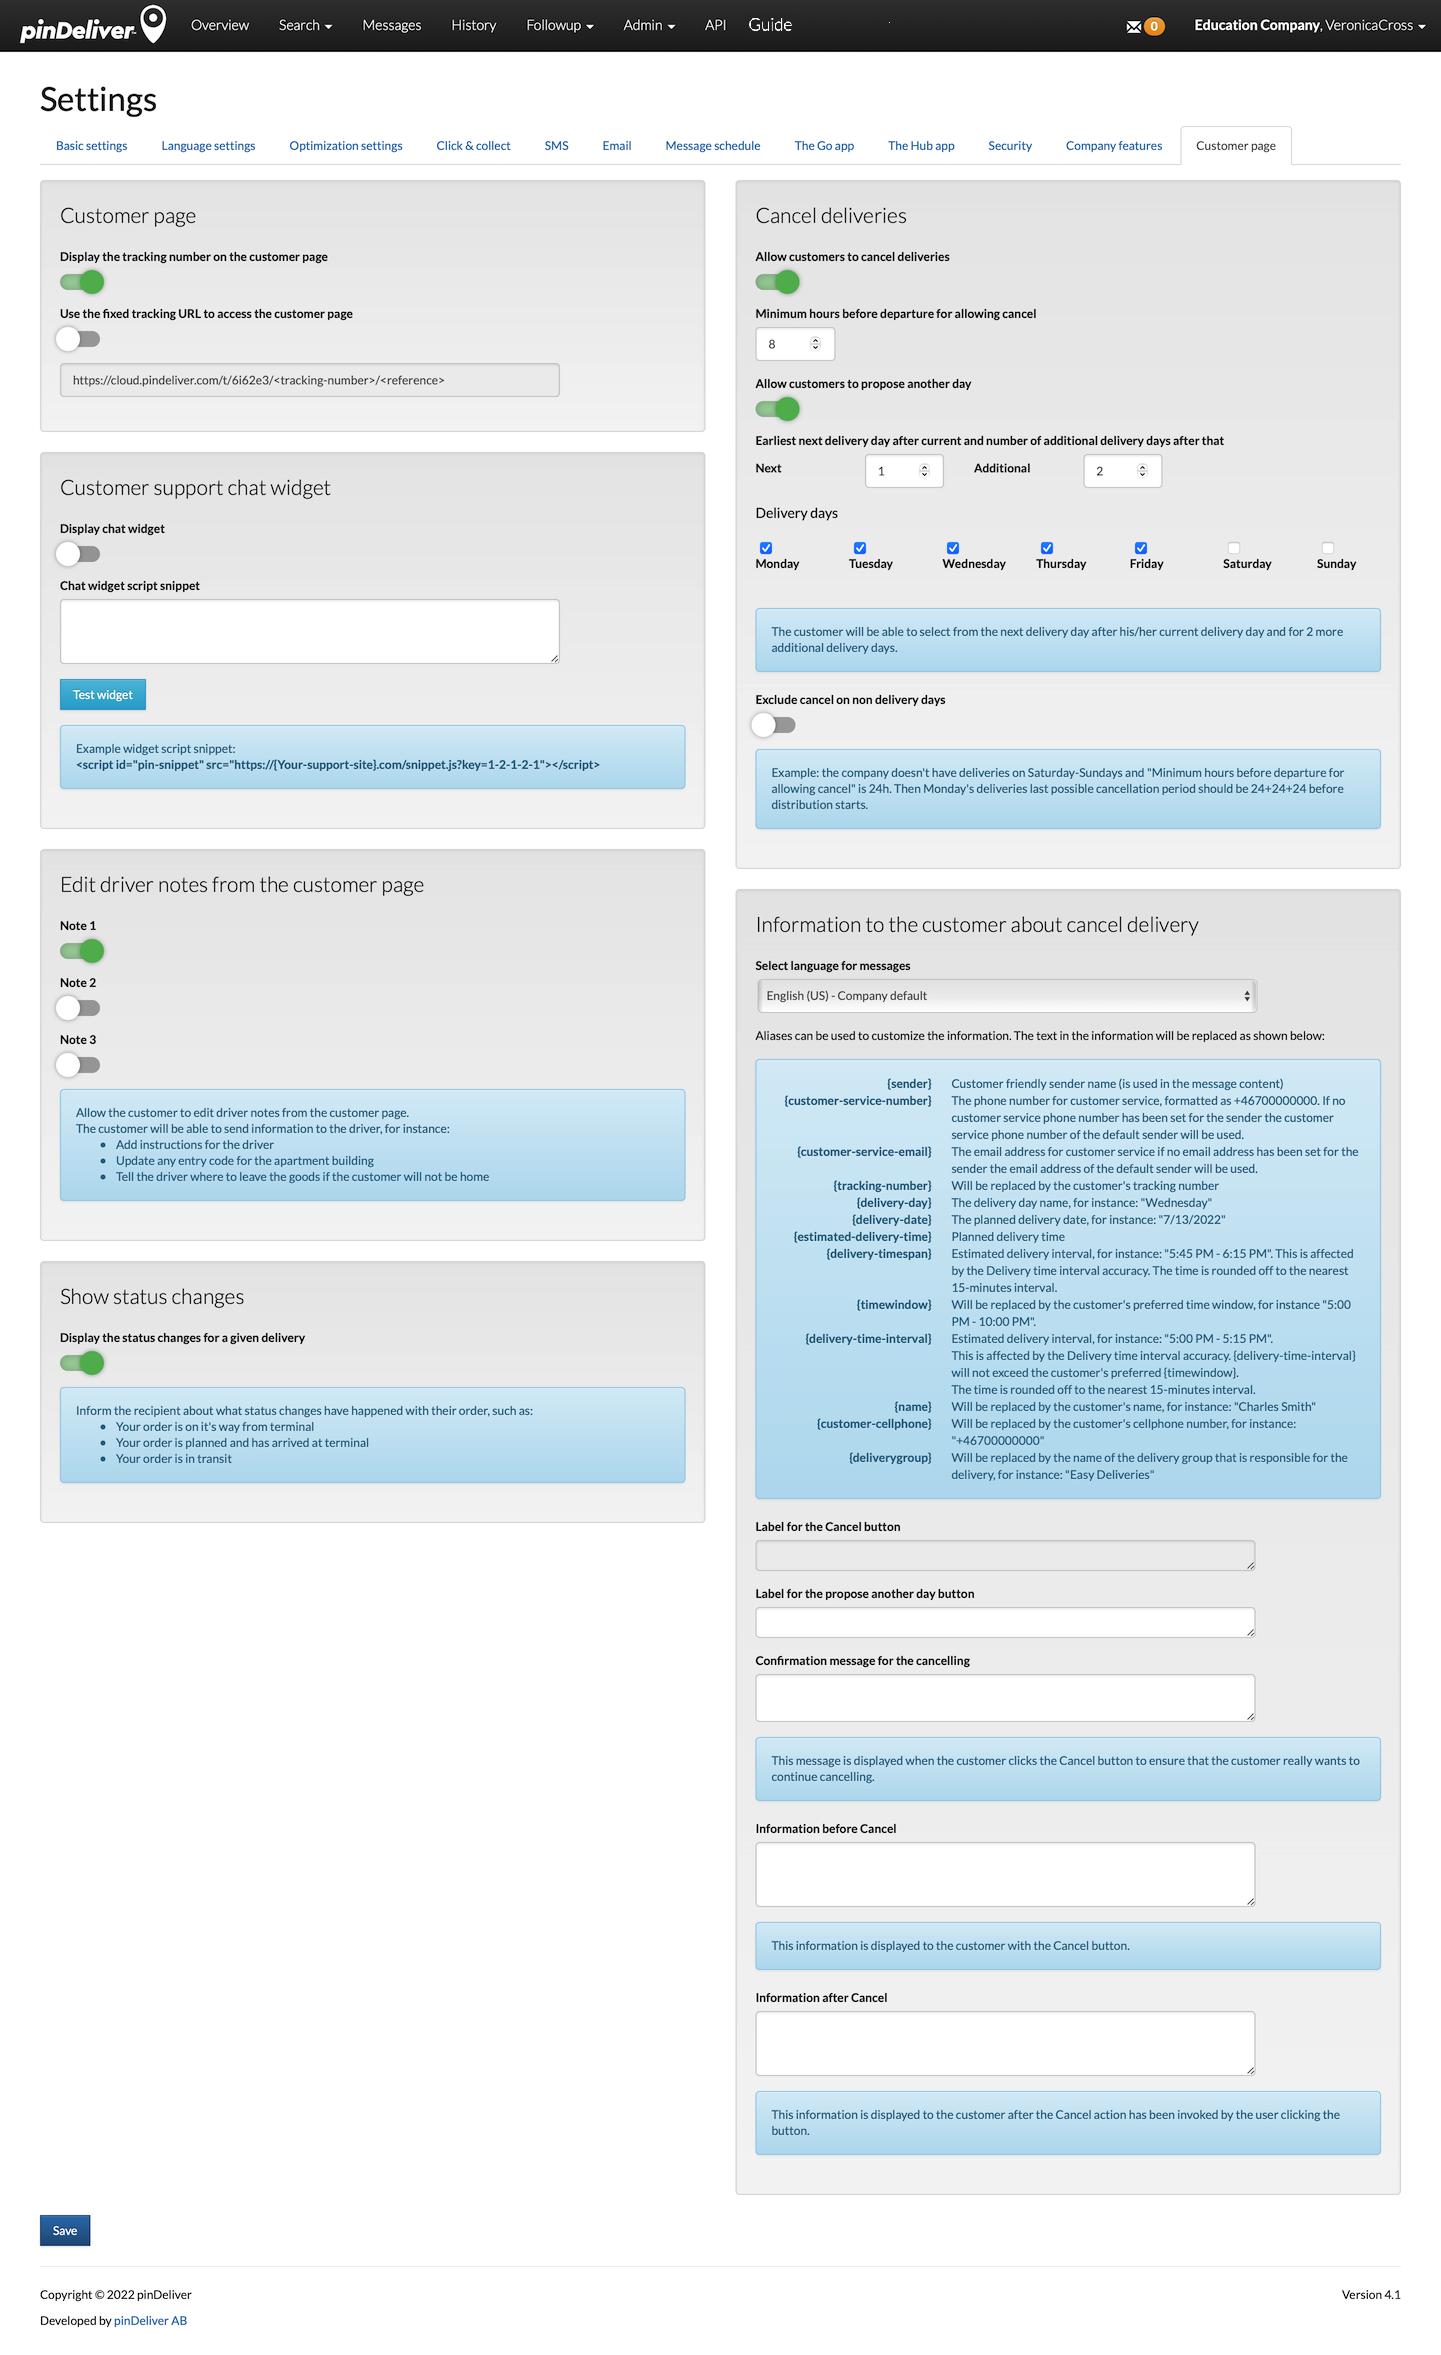 pinDeliver
Overview
Search
Messages
History
Followup
Admin
API
Guide
0
Education Company, VeronicaCross
Settings
Basic settings
Language settings
Optimization settings
Click & collect
SMS
Email
Message schedule
The Go app
The Hub app
Security
Company features
Customer page
Customer page
Display the tracking number on the customer page
Use the fixed tracking URL to access the customer page
https://cloud.pindeliver.com/t/6i62e3/<tracking-number>/<reference>
Customer support chat widget
Display chat widget
Chat widget script snippet
Test widget
Example widget script snippet:
<script id="pin-snippet" src="https://{Your-support-site}.com/snippet.js?key=1-2-1-2-1"></script>
Edit driver notes from the customer page
Note 1
Note 2
Note 3
Allow the customer to edit driver notes from the customer page.
The customer will be able to send information to the driver, for instance:
• Add instructions for the driver
• Update any entry code for the apartment building
• Tell the driver where to leave the goods if the customer will not be home
Show status changes
Display the status changes for a given delivery
Inform the recipient about what status changes have happened with their order, such as:
• Your order is on it's way from terminal
• Your order is planned and has arrived at terminal
• Your order is in transit
Cancel deliveries
Allow customers to cancel deliveries
Minimum hours before departure for allowing cancel
8
Allow customers to propose another day
Earliest next delivery day after current and number of additional delivery days after that
Next 1 Additional 2
Delivery days
Monday Tuesday Wednesday Thursday Friday Saturday Sunday
The customer will be able to select from the next delivery day after his/her current delivery day and for 2 more
additional delivery days.
Exclude cancel on non delivery days
Example: the company doesn't have deliveries on Saturday-Sundays and "Minimum hours before departure for
allowing cancel" is 24h. Then Monday's deliveries last possible cancellation period should be 24+24+24 before
distribution starts.
Information to the customer about cancel delivery
Select language for messages
English (US) - Company default
Aliases can be used to customize the information. The text in the information will be replaced as shown below:
{sender} Customer friendly sender name (is used in the message content)
{customer-service-number} The phone number for customer service, formatted as +46700000000. If no
customer service phone number has been set for the sender the customer
service phone number of the default sender will be used.
{customer-service-email} The email address for customer service if no email address has been set for the
sender the email address of the default sender will be used.
{tracking-number} Will be replaced by the customer's tracking number
{delivery-day} The delivery day name, for instance: "Wednesday"
{delivery-date} The planned delivery date, for instance: "7/13/2022"
{estimated-delivery-time} Planned delivery time
{delivery-timespan} Estimated delivery interval, for instance: "5:45 PM - 6:15 PM". This is affected
by the Delivery time interval accuracy. The time is rounded off to the nearest
15-minutes interval.
{timewindow} Will be replaced by the customer's preferred time window, for instance "5:00
PM - 10:00 PM".
{delivery-time-interval} Estimated delivery interval, for instance: "5:00 PM - 5:15 PM".
This is affected by the Delivery time interval accuracy. {delivery-time-interval}
will not exceed the customer's preferred {timewindow}.
The time is rounded off to the nearest 15-minutes interval.
{name} Will be replaced by the customer's name, for instance: "Charles Smith"
{customer-cellphone} Will be replaced by the customer's cellphone number, for instance:
"+46700000000"
{deliverygroup} Will be replaced by the name of the delivery group that is responsible for the
delivery, for instance: "Easy Deliveries"
Label for the Cancel button
Label for the propose another day button
Confirmation message for the cancelling
This message is displayed when the customer clicks the Cancel button to ensure that the customer really wants to
continue cancelling.
Information before Cancel
This information is displayed to the customer with the Cancel button.
Information after Cancel
This information is displayed to the customer after the Cancel action has been invoked by the user clicking the
button.
Save
Copyright © 2022 pinDeliver
Version 4.1
Developed by pinDeliver AB